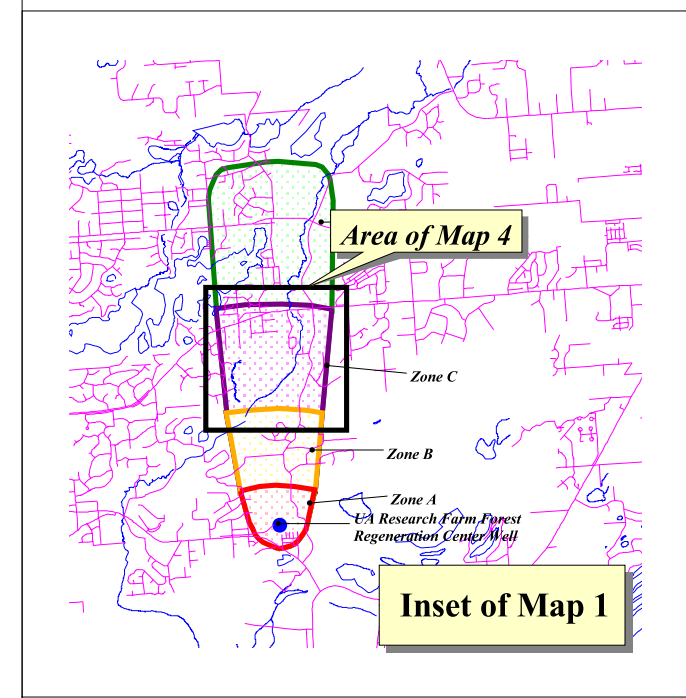 Area of Map 4
Zone C
Zone B
Zone A
UA Research Farm Forest
Regeneration Center Well
Inset of Map 1